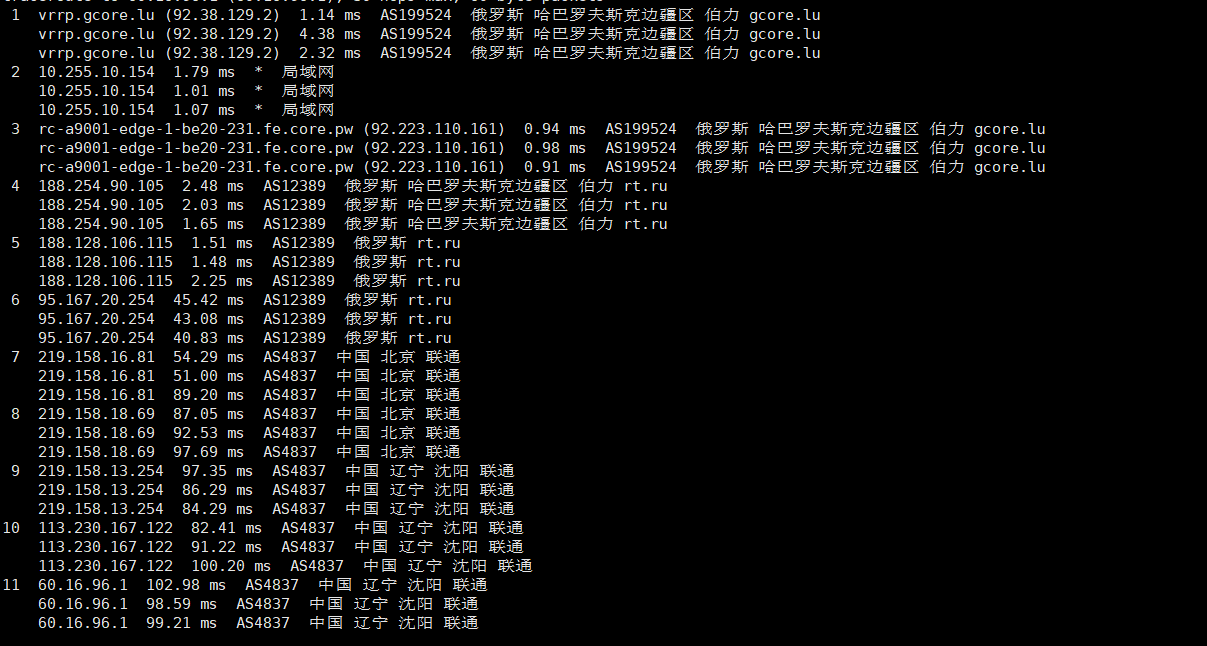 1 vrrp.gcore.lu (92.38.129.2) 1.14 ms AS199524 俄罗斯 哈巴罗夫斯克边疆区 伯力 gcore.lu
vrrp.gcore.lu (92.38.129.2) 4.38 ms AS199524 俄罗斯 哈巴罗夫斯克边疆区 伯力 gcore.lu
vrrp.gcore.lu (92.38.129.2) 2.32 ms AS199524 俄罗斯 哈巴罗夫斯克边疆区 伯力 gcore.lu
2 10.255.10.154 1.79 ms * 局域网
10.255.10.154 1.01 ms * 局域网
10.255.10.154 1.07 ms * 局域网
3 rc-a9001-edge-1-be20-231.fe.core.pw (92.223.110.161) 0.94 ms AS199524 俄罗斯 哈巴罗夫斯克边疆区 伯力 gcore.lu
rc-a9001-edge-1-be20-231.fe.core.pw (92.223.110.161) 0.98 ms AS199524 俄罗斯 哈巴罗夫斯克边疆区 伯力 gcore.lu
rc-a9001-edge-1-be20-231.fe.core.pw (92.223.110.161) 0.91 ms AS199524 俄罗斯 哈巴罗夫斯克边疆区 伯力 gcore.lu
4 188.254.90.105 2.48 ms AS12389 俄罗斯 哈巴罗夫斯克边疆区 伯力 rt.ru
188.254.90.105 2.03 ms AS12389 俄罗斯 哈巴罗夫斯克边疆区 伯力 rt.ru
188.254.90.105 1.65 ms AS12389 俄罗斯 哈巴罗夫斯克边疆区 伯力 rt.ru
5 188.128.106.115 1.51 ms AS12389 俄罗斯 rt.ru
188.128.106.115 1.48 ms AS12389 俄罗斯 rt.ru
188.128.106.115 2.25 ms AS12389 俄罗斯 rt.ru
6 95.167.20.254 45.42 ms AS12389 俄罗斯 rt.ru
95.167.20.254 43.08 ms AS12389 俄罗斯 rt.ru
95.167.20.254 40.83 ms AS12389 俄罗斯 rt.ru
7 219.158.16.81 54.29 ms AS4837 中国 北京 联通
219.158.16.81 51.00 ms AS4837 中国 北京 联通
219.158.16.81 89.20 ms AS4837 中国 北京 联通
8 219.158.18.69 87.05 ms AS4837 中国 北京 联通
219.158.18.69 92.53 ms AS4837 中国 北京 联通
219.158.18.69 97.69 ms AS4837 中国 北京 联通
9 219.158.13.254 97.35 ms AS4837 中国 辽宁 沈阳 联通
219.158.13.254 86.29 ms AS4837 中国 辽宁 沈阳 联通
219.158.13.254 84.29 ms AS4837 中国 辽宁 沈阳 联通
10 113.230.167.122 82.41 ms AS4837 中国 辽宁 沈阳 联通
113.230.167.122 91.22 ms AS4837 中国 辽宁 沈阳 联通
113.230.167.122 100.20 ms AS4837 中国 辽宁 沈阳 联通
11 60.16.96.1 102.98 ms AS4837 中国 辽宁 沈阳 联通
60.16.96.1 98.59 ms AS4837 中国 辽宁 沈阳 联通
60.16.96.1 99.21 ms AS4837 中国 辽宁 沈阳 联通